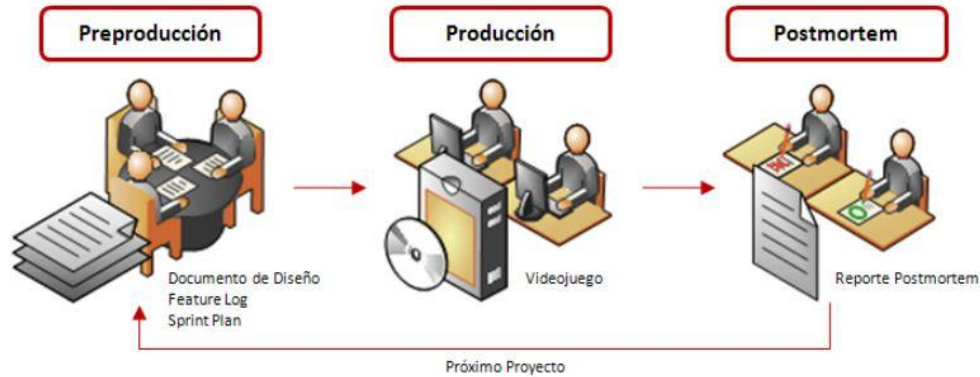 Preproducción
Producción
Postmortem
Documento de Diseño
Feature Log
Sprint Plan
Videojuego
Reporte Postmortem
Próximo Proyecto